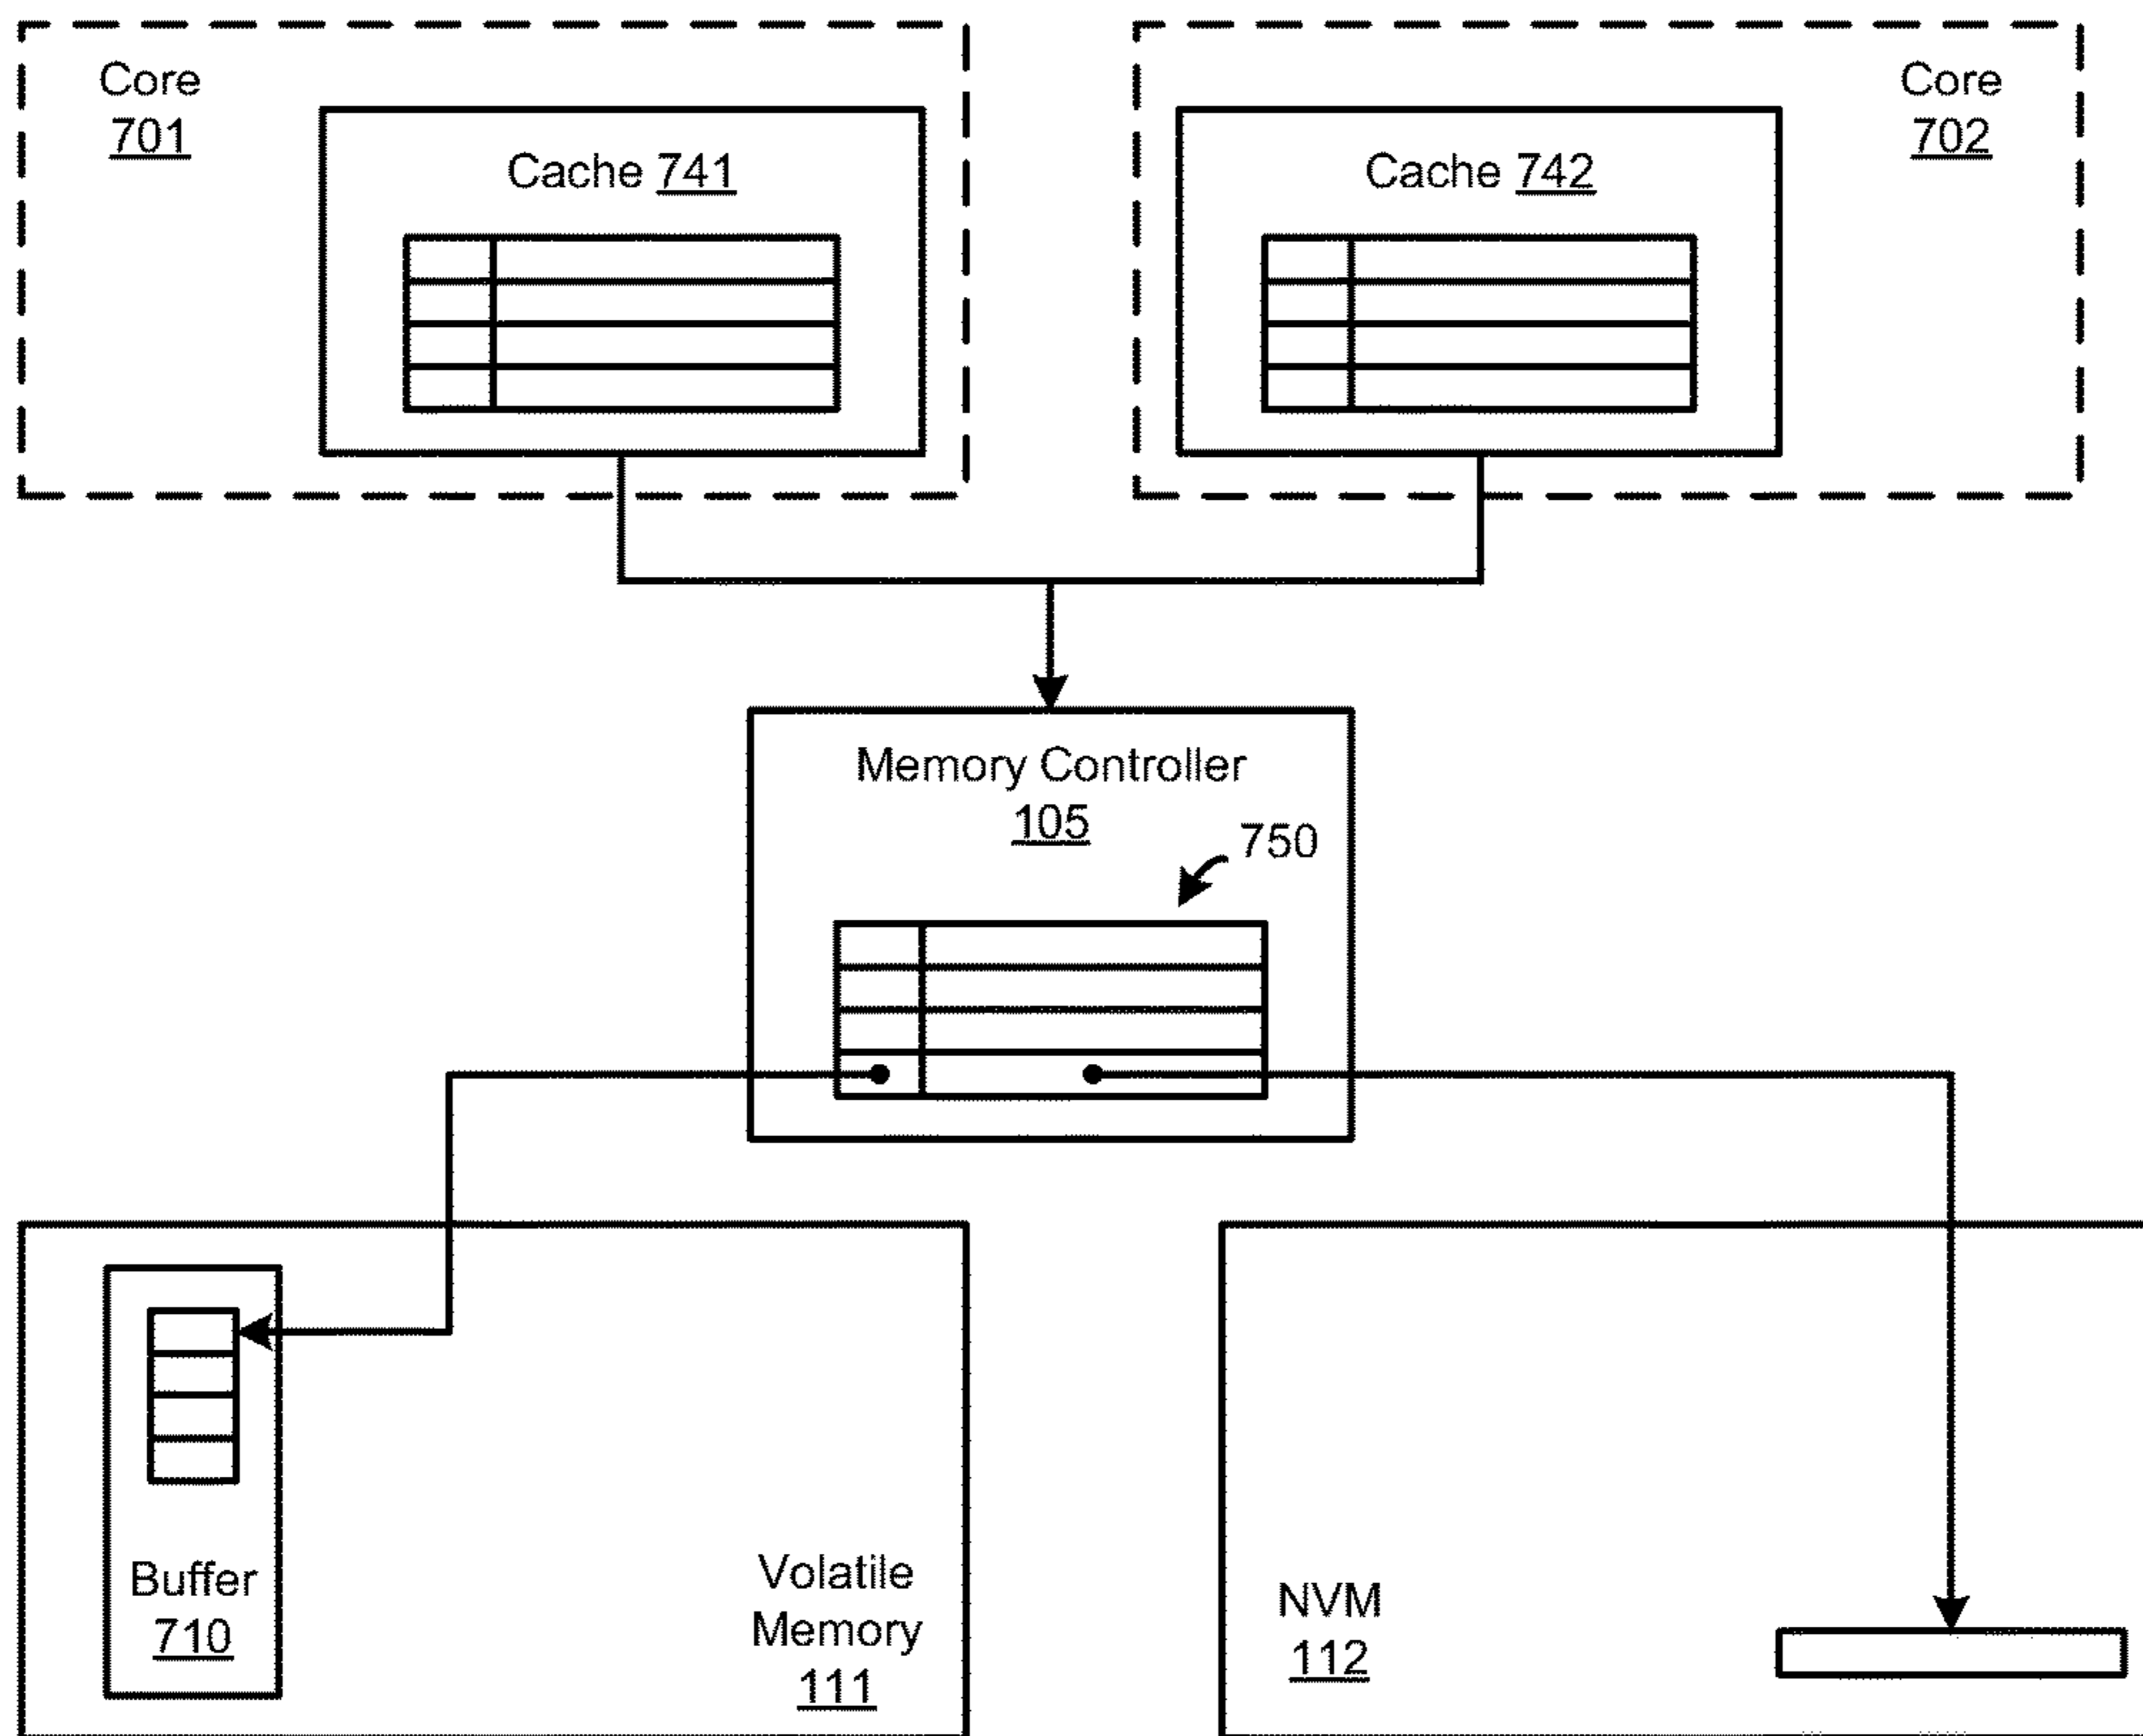 Core
701
Cache 741
Cache 742
Core
702
Memory Controller
105
750
Buffer
710
Volatile
Memory
111
NVM
112